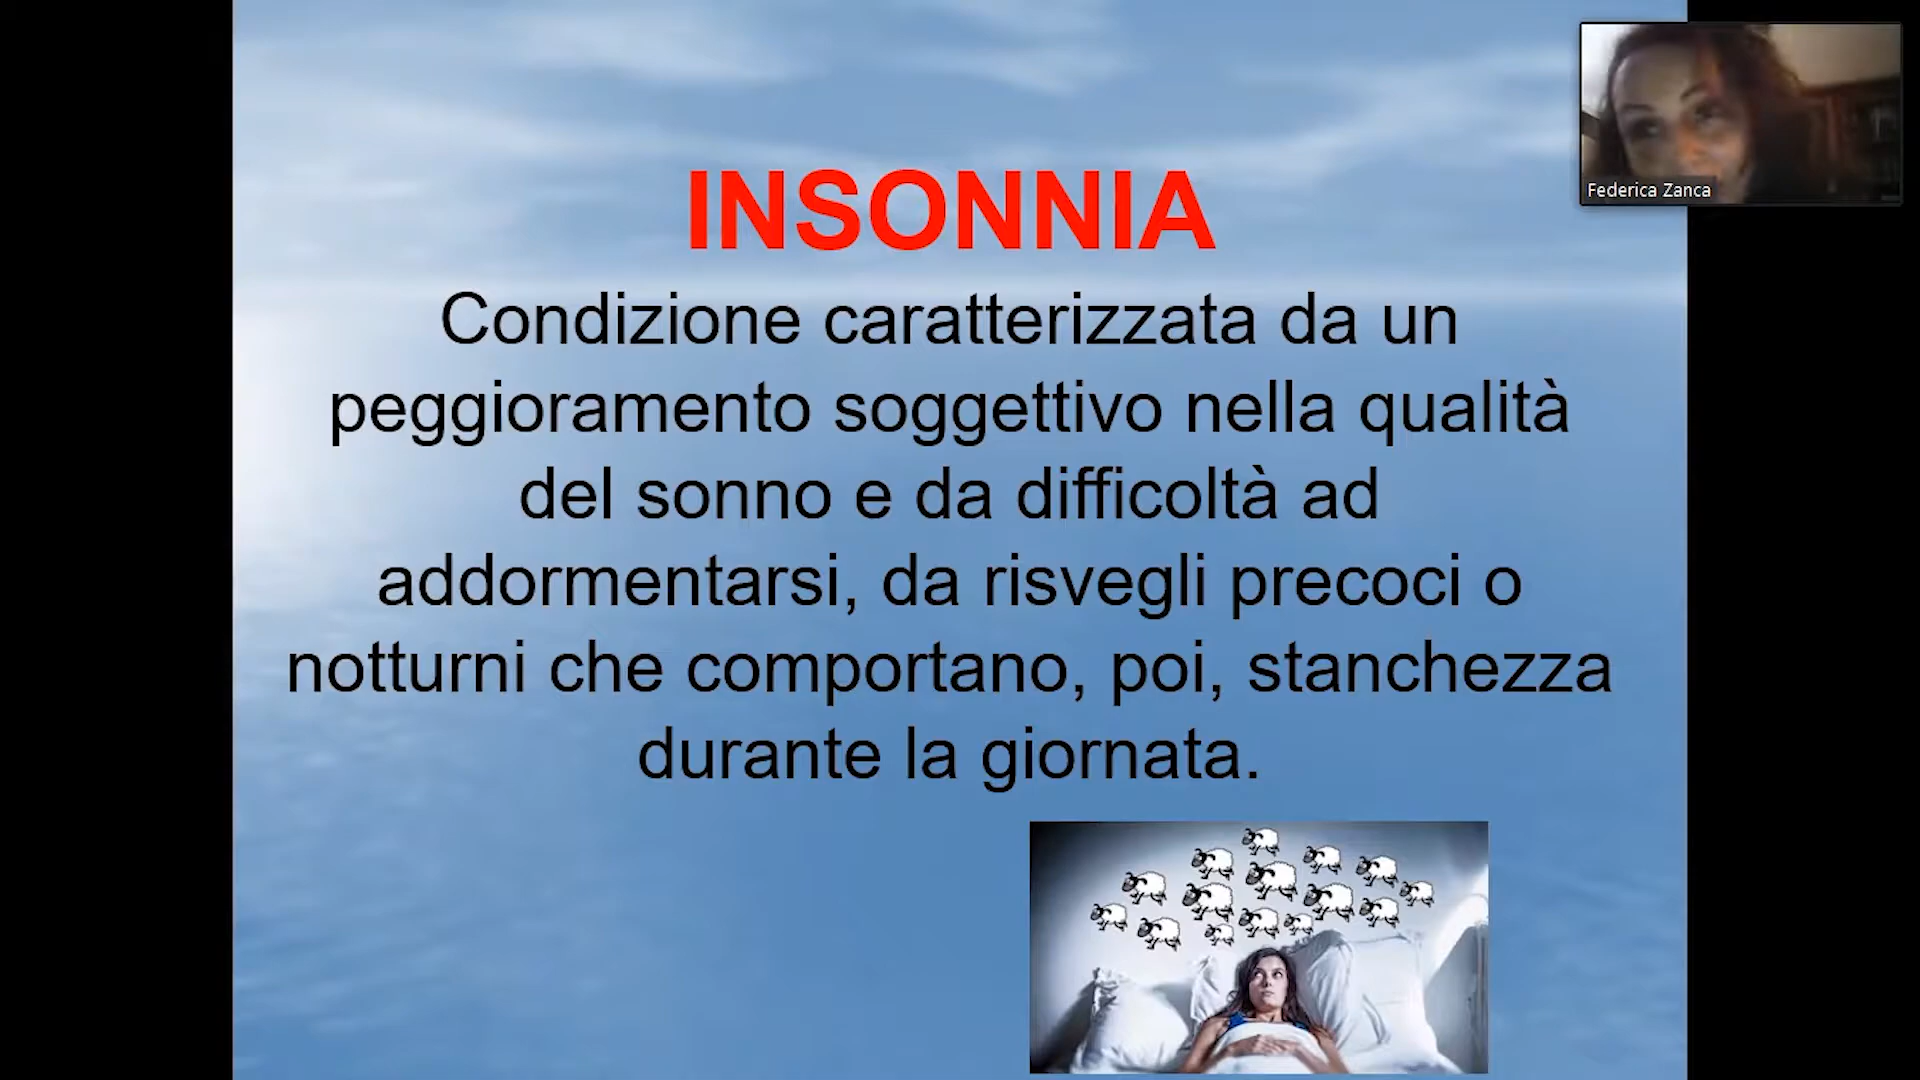 INSONNIA
Condizione caratterizzata da un
peggioramento soggettivo nella qualità
del sonno e da difficoltà ad
addormentarsi, da risvegli precoci o
notturni che comportano, poi, stanchezza
durante la giornata.
Federica Zanca